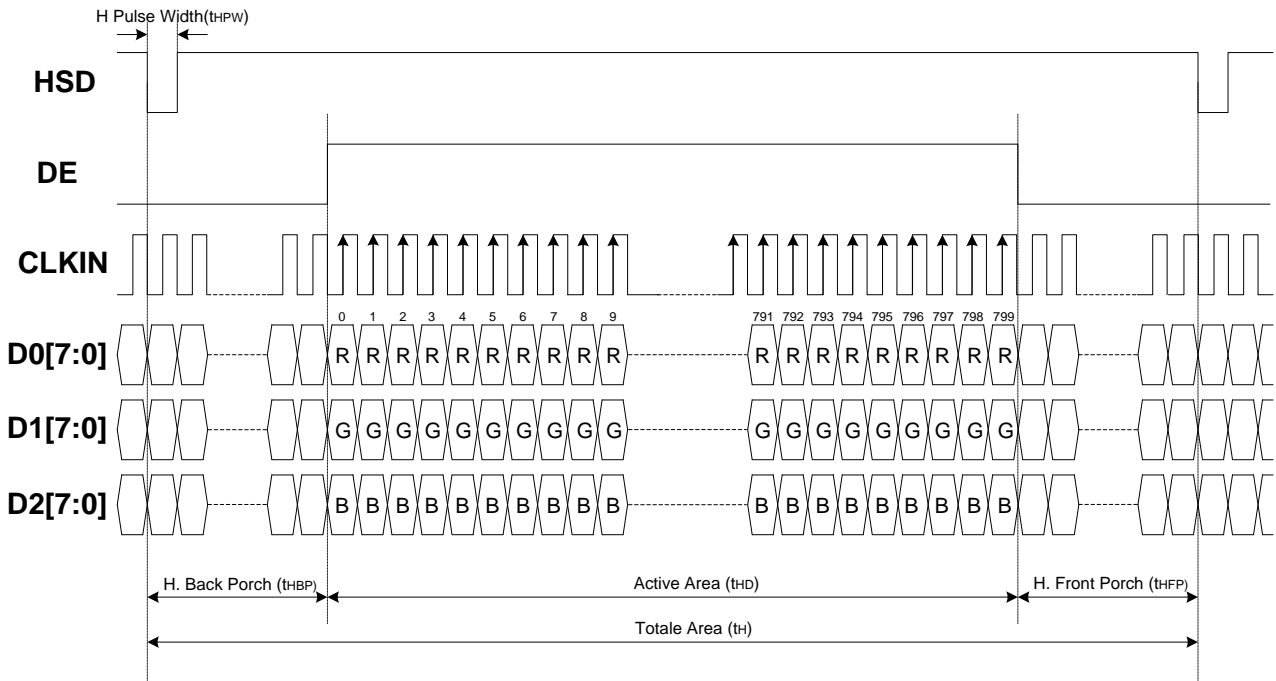 H Pulse Width(tHPW)
HSD
DE
CLKIN
0 1 2 3 4 5 6 7 8 9 791 792 793 794 795 796 797 798 799
D0[7:0] R R R R R R R R R R R R R R R R R R R
D1[7:0] G G G G G G G G G G G G G G G G G G G
D2[7:0] B B B B B B B B B B B B B B B B B B B
H. Back Porch (tHBP) Active Area (tHD) H. Front Porch (tHFP)
Totale Area (tH)